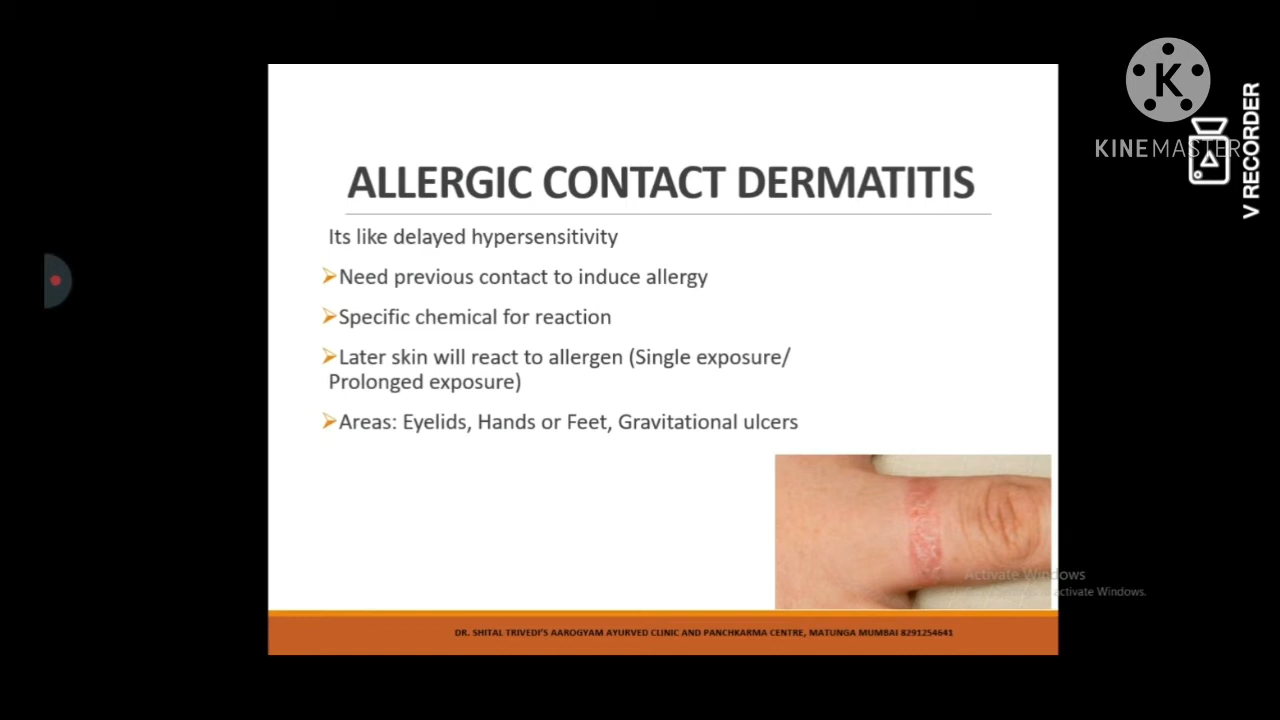 ALLERGIC CONTACT DERMATITIS
Its like delayed hypersensitivity
Need previous contact to induce allergy
Specific chemical for reaction
Later skin will react to allergen (Single exposure/
Prolonged exposure)
Areas: Eyelids, Hands or Feet, Gravitational ulcers
DR. SHITAL TRIVEDI'S AAROGYAM AYURVED CLINIC AND PANCHKARMA CENTRE, MATUNGA MUMBAI 8291254641
Activate Windows
activate Windows.
K
KINEMASTER
V RECORDER